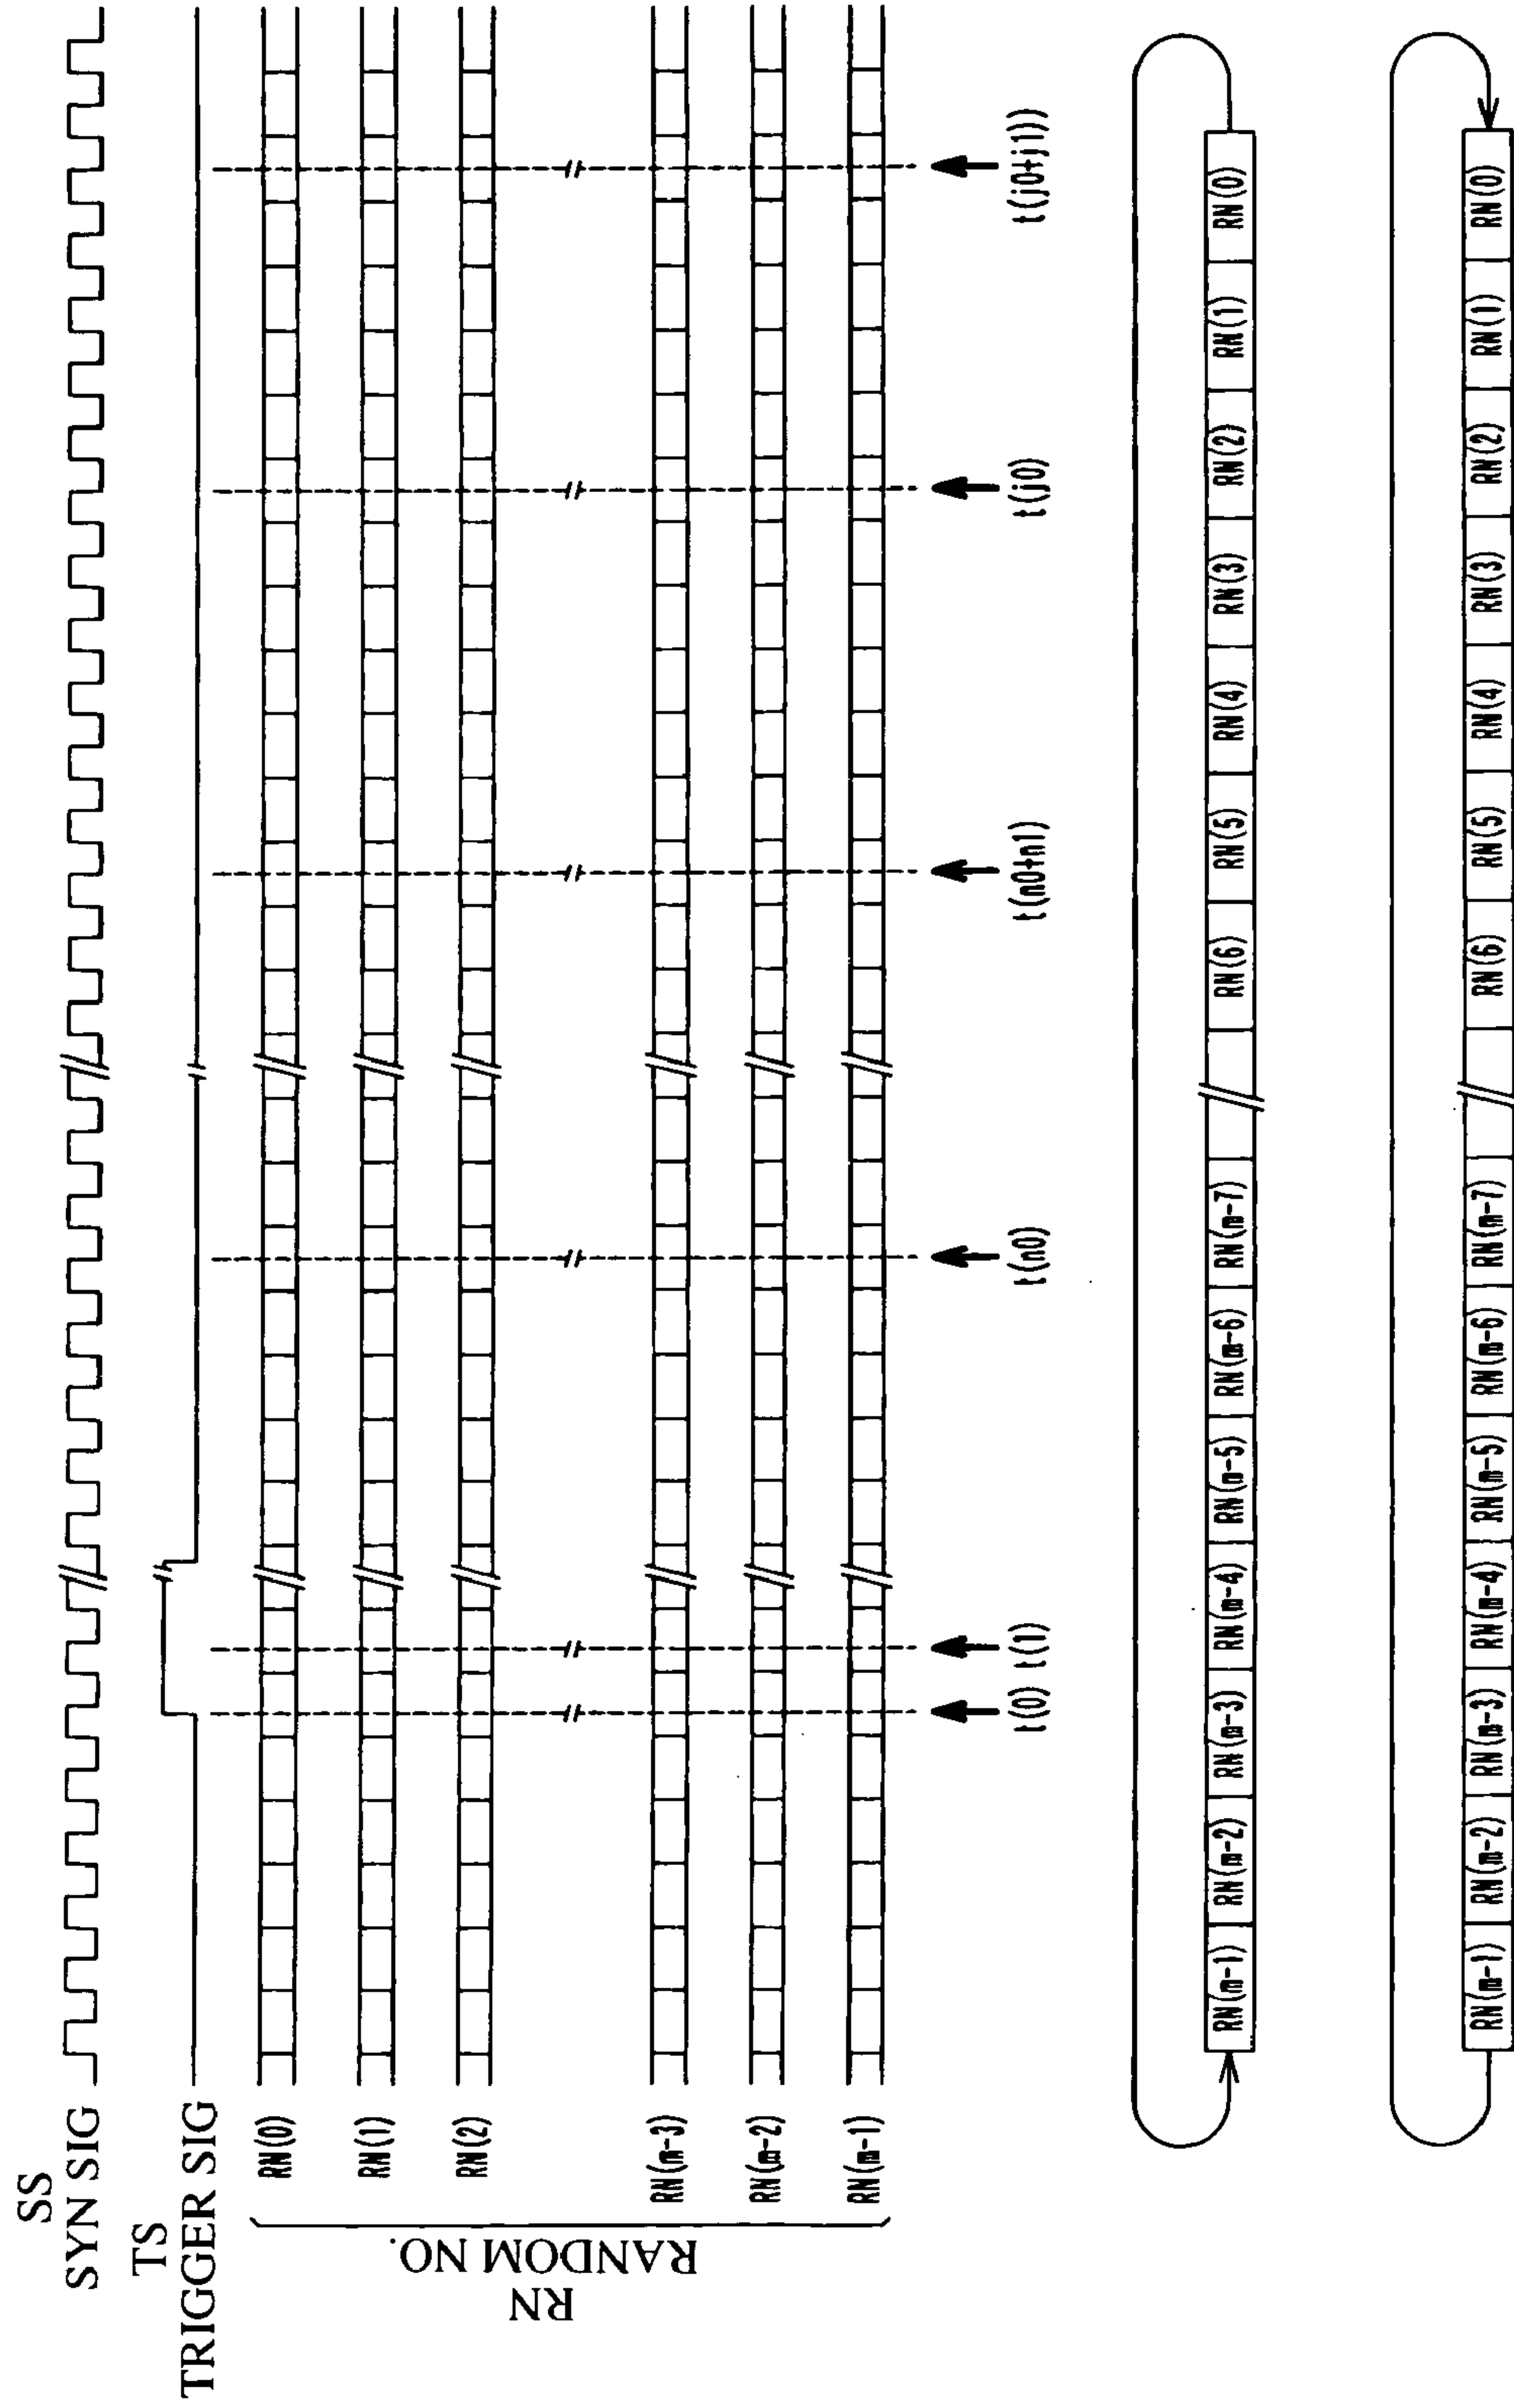 SS
SYN SIG
TS
TRIGGER SIG
RN
RANDOM NO.
RN(0)
RN(1)
RN(2)
RN(m-3)
RN(m-2)
RN(m-1)
t(0) t(1) t(n0) t(n0+n1) t(j0) t(j0+j1))
RN(m-1) RN(m-2) RN(m-3) RN(m-4) RN(m-5) RN(m-6) RN(m-7) RN(6) RN(5) RN(4) RN(3) RN(2) RN(1) RN(0)
RN(m-1) RN(m-2) RN(m-3) RN(m-4) RN(m-5) RN(m-6) RN(m-7) RN(6) RN(5) RN(4) RN(3) RN(2) RN(1) RN(0)